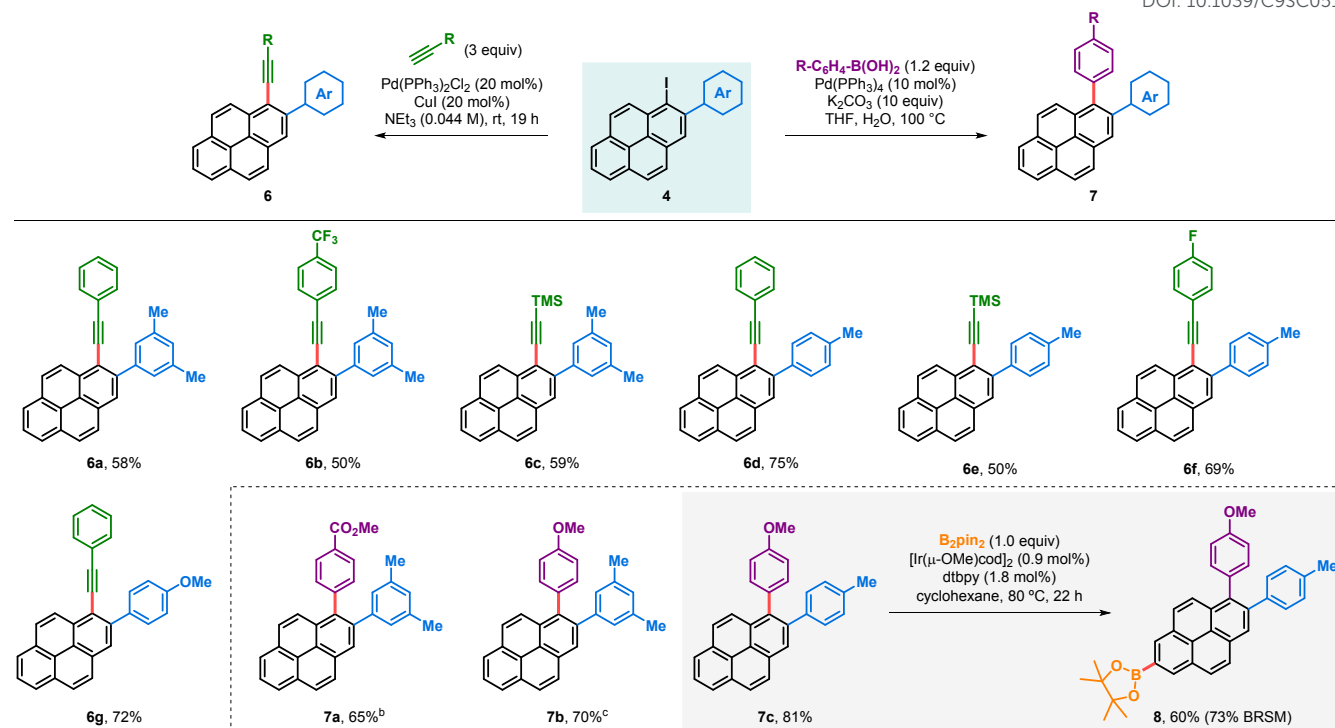 DOI: 10.1039/C9SC051
R
R
(3 equiv)
Pd(PPh₃)₂Cl₂ (20 mol%)
CuI (20 mol%)
NEt₃ (0.044 M), rt, 19 h
Ar
6
I
Ar
4
R-C₆H₄-B(OH)₂ (1.2 equiv)
Pd(PPh₃)₄ (10 mol%)
K₂CO₃ (10 equiv)
THF, H₂O, 100 °C
R
Ar
7
Me
Me
6a, 58%
CF₃
Me
Me
6b, 50%
TMS
Me
Me
6c, 59%
Me
6d, 75%
TMS
Me
6e, 50%
F
Me
6f, 69%
OMe
6g, 72%
CO₂Me
Me
Me
7a, 65%ᵇ
OMe
Me
Me
7b, 70%ᶜ
OMe
Me
7c, 81%
B₂pin₂ (1.0 equiv)
[Ir(μ-OMe)cod]₂ (0.9 mol%)
dtbpy (1.8 mol%)
cyclohexane, 80 ºC, 22 h
OMe
Me
O
B
O
8, 60% (73% BRSM)